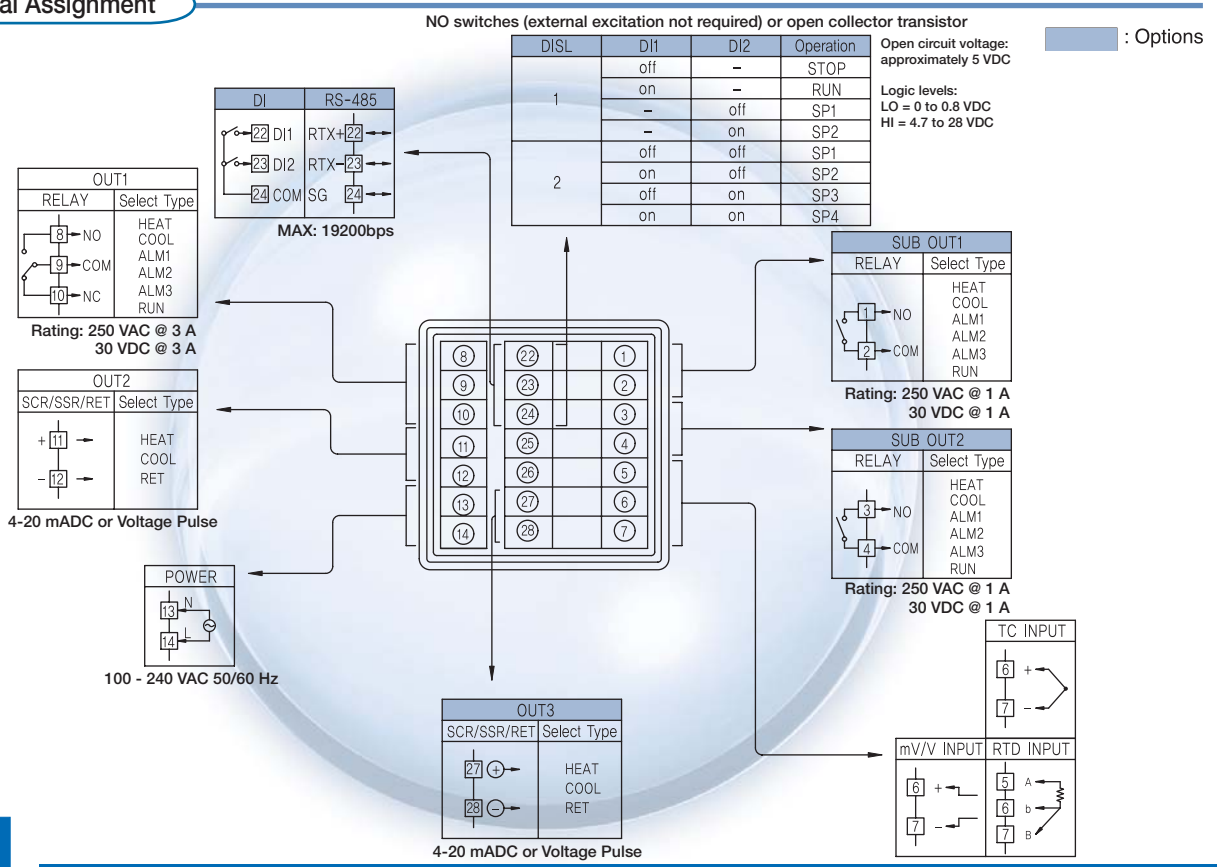 al Assignment
NO switches (external excitation not required) or open collector transistor
: Options
DISL DI1 DI2 Operation
1 off – STOP
on – RUN
– off SP1
– on SP2
2 off off SP1
on off SP2
off on SP3
on on SP4
Open circuit voltage:
approximately 5 VDC
Logic levels:
LO = 0 to 0.8 VDC
HI = 4.7 to 28 VDC
DI RS-485
22 DI1 RTX+ 22
23 DI2 RTX- 23
24 COM SG 24
MAX: 19200bps
OUT1
RELAY Select Type
8 NO
9 COM
10 NC
HEAT
COOL
ALM1
ALM2
ALM3
RUN
Rating: 250 VAC @ 3 A
30 VDC @ 3 A
OUT2
SCR/SSR/RET Select Type
+ 11
- 12
HEAT
COOL
RET
4-20 mADC or Voltage Pulse
POWER
13 N
14 L
100 - 240 VAC 50/60 Hz
8 22 1
9 23 2
10 24 3
11 25 4
12 26 5
13 27 6
14 28 7
SUB OUT1
RELAY Select Type
1 NO
2 COM
HEAT
COOL
ALM1
ALM2
ALM3
RUN
Rating: 250 VAC @ 1 A
30 VDC @ 1 A
SUB OUT2
RELAY Select Type
3 NO
4 COM
HEAT
COOL
ALM1
ALM2
ALM3
RUN
Rating: 250 VAC @ 1 A
30 VDC @ 1 A
OUT3
SCR/SSR/RET Select Type
27 +
28 -
HEAT
COOL
RET
4-20 mADC or Voltage Pulse
TC INPUT
6 +
7 -
mV/V INPUT
6 +
7 -
RTD INPUT
5 A
6 b
7 B